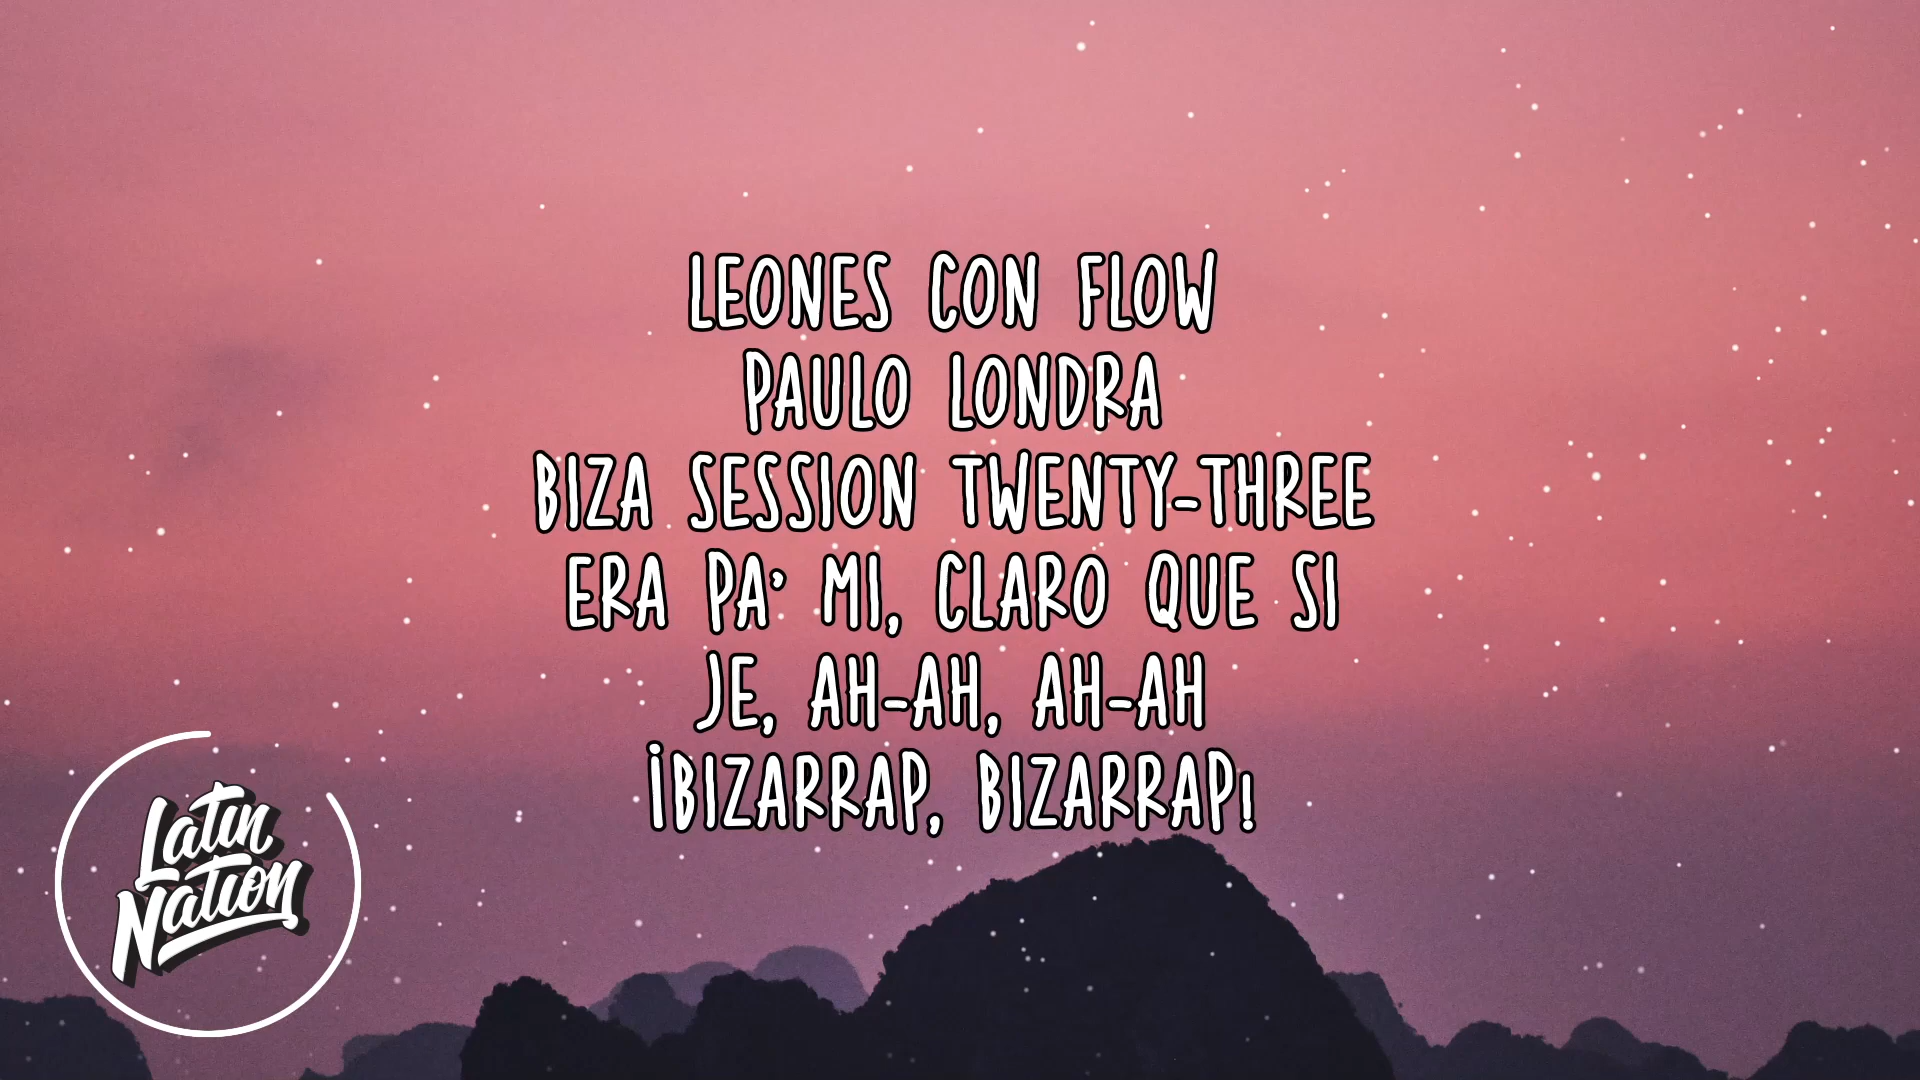 LEONES CON FLOW
PAULO LONDRA
BIZA SESSION TWENTY-THREE
ERA PA' MI, CLARO QUE SI
JE, AH-AH, AH-AH
¡BIZARRAP, BIZARRAP!
Latin
Nation